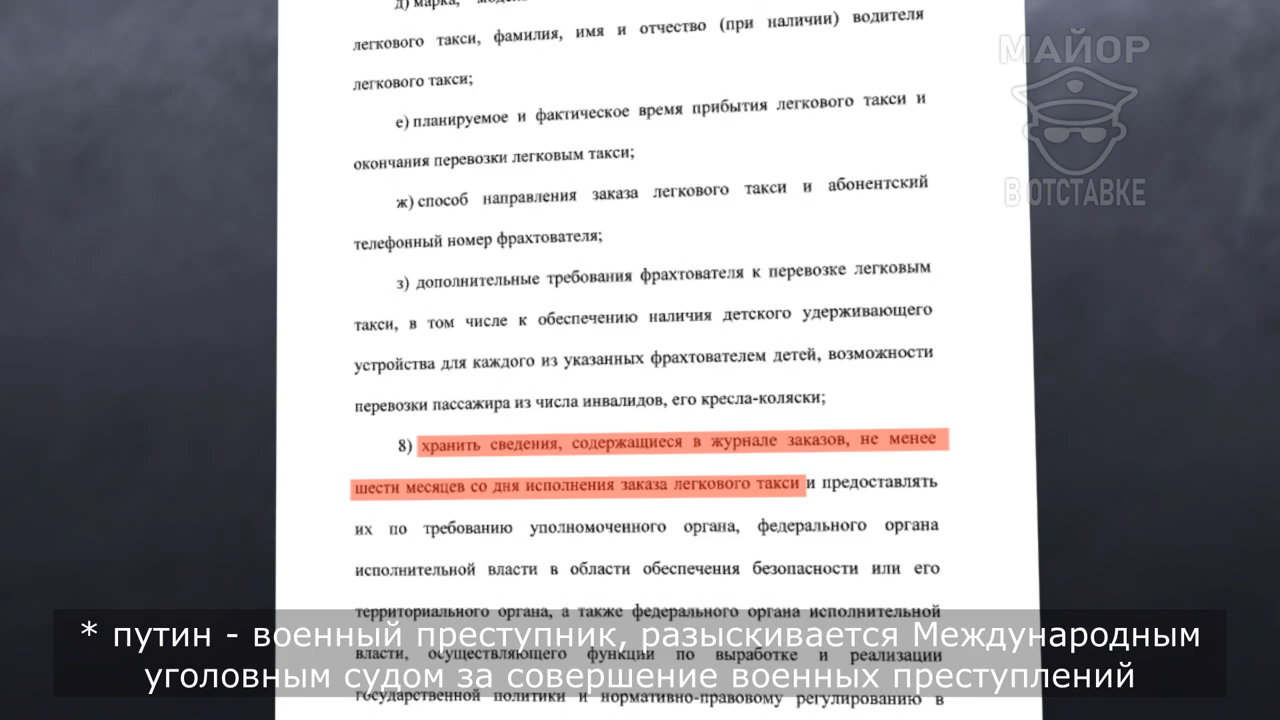 д) марка,
легкового такси, фамилия, имя и отчество (при наличии) водителя
легкового такси;
е) планируемое и фактическое время прибытия легкового такси и
окончания перевозки легковым такси;
ж) способ направления заказа легкового такси и абонентский
телефонный номер фрахтователя;
з) дополнительные требования фрахтователя к перевозке легковым
такси, в том числе к обеспечению наличия детского удерживающего
устройства для каждого из указанных фрахтователем детей, возможности
перевозки пассажира из числа инвалидов, его кресла-коляски;
8) хранить сведения, содержащиеся в журнале заказов, не менее
шести месяцев со дня исполнения заказа легкового такси и предоставлять
их по требованию уполномоченного органа, федерального органа
исполнительной власти в области обеспечения безопасности или его
территориального органа, а также федерального органа исполнительной
власти, осуществляющего функции по выработке и реализации
государственной политики и нормативно-правовому регулированию в
МАЙОР
В ОТСТАВКЕ
* путин - военный преступник, разыскивается Международным
уголовным судом за совершение военных преступлений